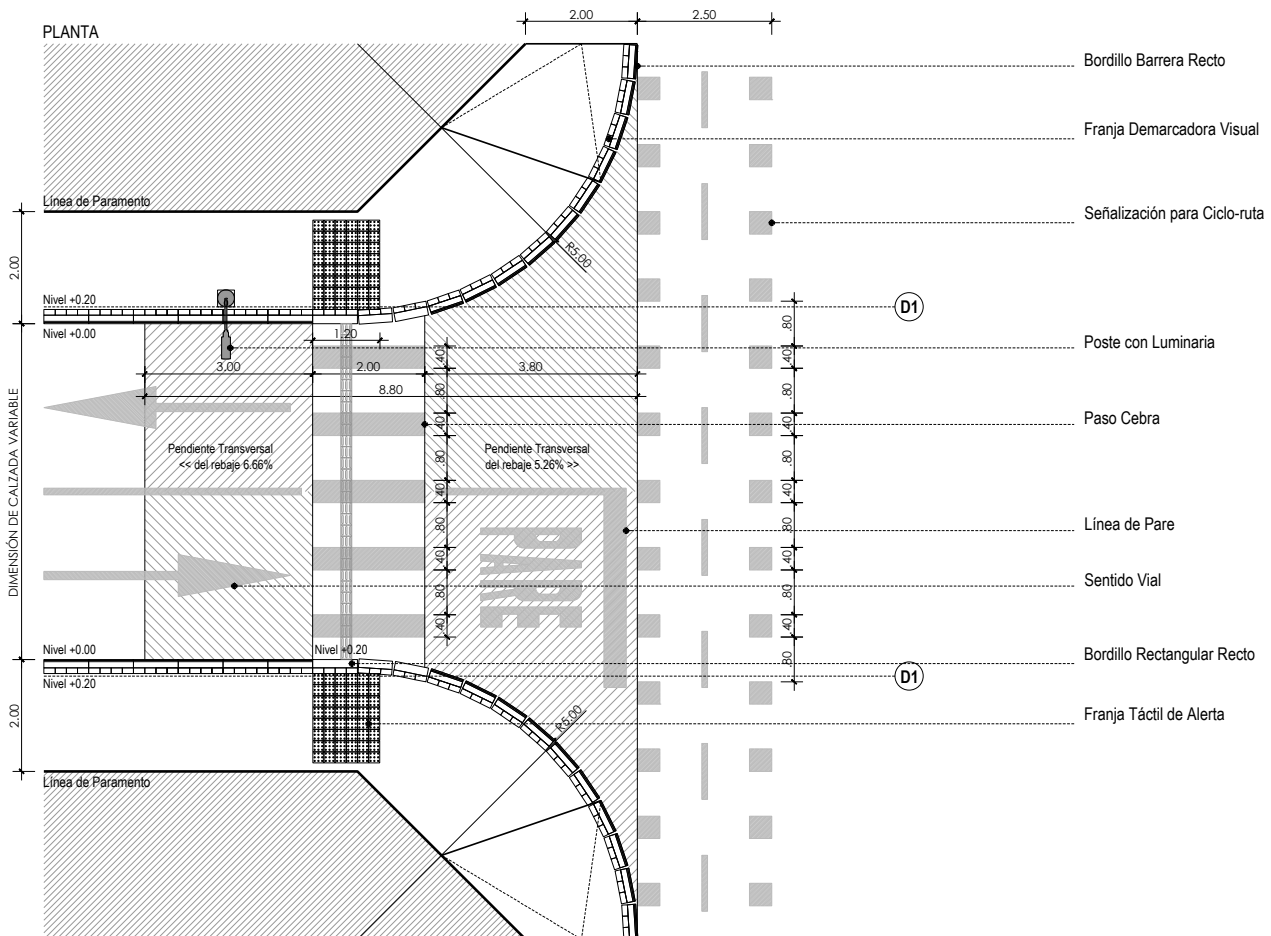 PLANTA
2.00
2.50
Bordillo Barrera Recto
Franja Demarcadora Visual
Línea de Paramento
Señalización para Ciclo-ruta
2.00
R5.00
Nivel +0.20
D1
Nivel +0.00
.80
1.20
Poste con Luminaria
.40
.40
3.00
2.00
3.80
.80
.80
8.80
DIMENSIÓN DE CALZADA VARIABLE
Paso Cebra
.40
.40
Pendiente Transversal
<< del rebaje 6.66%
Pendiente Transversal
del rebaje 5.26% >>
.80
.80
.40
.40
PARE
Línea de Pare
.80
.80
.40
.40
Sentido Vial
.80
.80
.40
.40
Nivel +0.00
Nivel +0.20
Bordillo Rectangular Recto
.80
Nivel +0.20
D1
2.00
R5.00
Franja Táctil de Alerta
Línea de Paramento